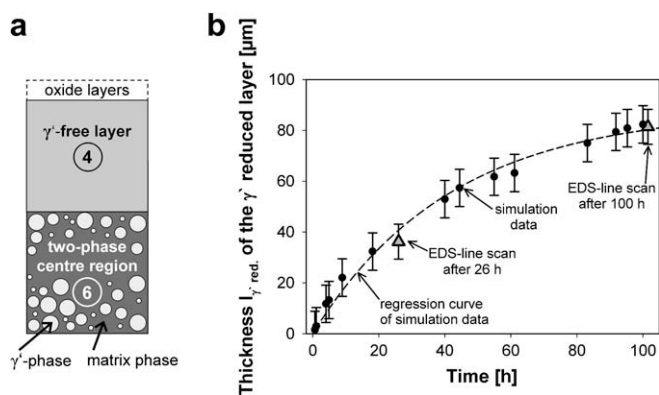 a
oxide layers
γ'-free layer
4
two-phase
centre region
6
γ'-phase
matrix phase
b
Thickness lγ` red. of the γ` reduced layer [µm]
100
80
60
40
20
0
EDS-line scan
after 26 h
simulation
data
EDS-line scan
after 100 h
regression curve
of simulation data
0
20
40
60
80
100
Time [h]